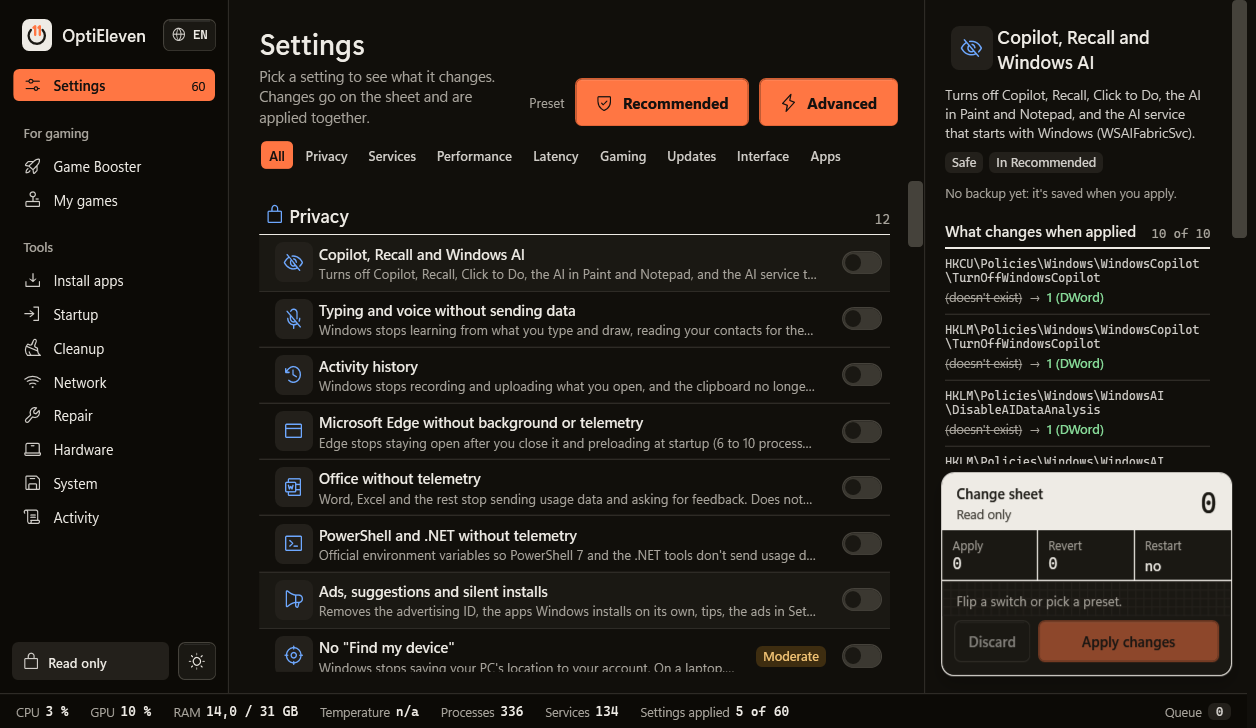 OptiEleven
EN
Settings
60
For gaming
Game Booster
My games
Tools
Install apps
Startup
Cleanup
Network
Repair
Hardware
System
Activity
Read only
Settings
Pick a setting to see what it changes.
Changes go on the sheet and are
applied together.
Preset
Recommended
Advanced
All
Privacy
Services
Performance
Latency
Gaming
Updates
Interface
Apps
Privacy
12
Copilot, Recall and Windows AI
Turns off Copilot, Recall, Click to Do, the AI in Paint and Notepad, and the AI service t...
Typing and voice without sending data
Windows stops learning from what you type and draw, reading your contacts for the...
Activity history
Windows stops recording and uploading what you open, and the clipboard no longe...
Microsoft Edge without background or telemetry
Edge stops staying open after you close it and preloading at startup (6 to 10 process...
Office without telemetry
Word, Excel and the rest stop sending usage data and asking for feedback. Does not...
PowerShell and .NET without telemetry
Official environment variables so PowerShell 7 and the .NET tools don't send usage d...
Ads, suggestions and silent installs
Removes the advertising ID, the apps Windows installs on its own, tips, the ads in Set...
No "Find my device"
Windows stops saving your PC's location to your account. On a laptop,...
Moderate
Copilot, Recall and
Windows AI
Turns off Copilot, Recall, Click to Do, the AI
in Paint and Notepad, and the AI service
that starts with Windows (WSAIFabricSvc).
Safe
In Recommended
No backup yet: it's saved when you apply.
What changes when applied
10 of 10
HKCU\Policies\Windows\WindowsCopilot
\TurnOffWindowsCopilot
(doesn't exist) → 1 (DWord)
HKLM\Policies\Windows\WindowsCopilot
\TurnOffWindowsCopilot
(doesn't exist) → 1 (DWord)
HKLM\Policies\Windows\WindowsAI
\DisableAIDataAnalysis
(doesn't exist) → 1 (DWord)
HKLM\Policies\Windows\WindowsAI
Change sheet
0
Read only
Apply
0
Revert
0
Restart
no
Flip a switch or pick a preset.
Discard
Apply changes
CPU 3 %
GPU 10 %
RAM 14,0 / 31 GB
Temperature n/a
Processes 336
Services 134
Settings applied 5 of 60
Queue 0